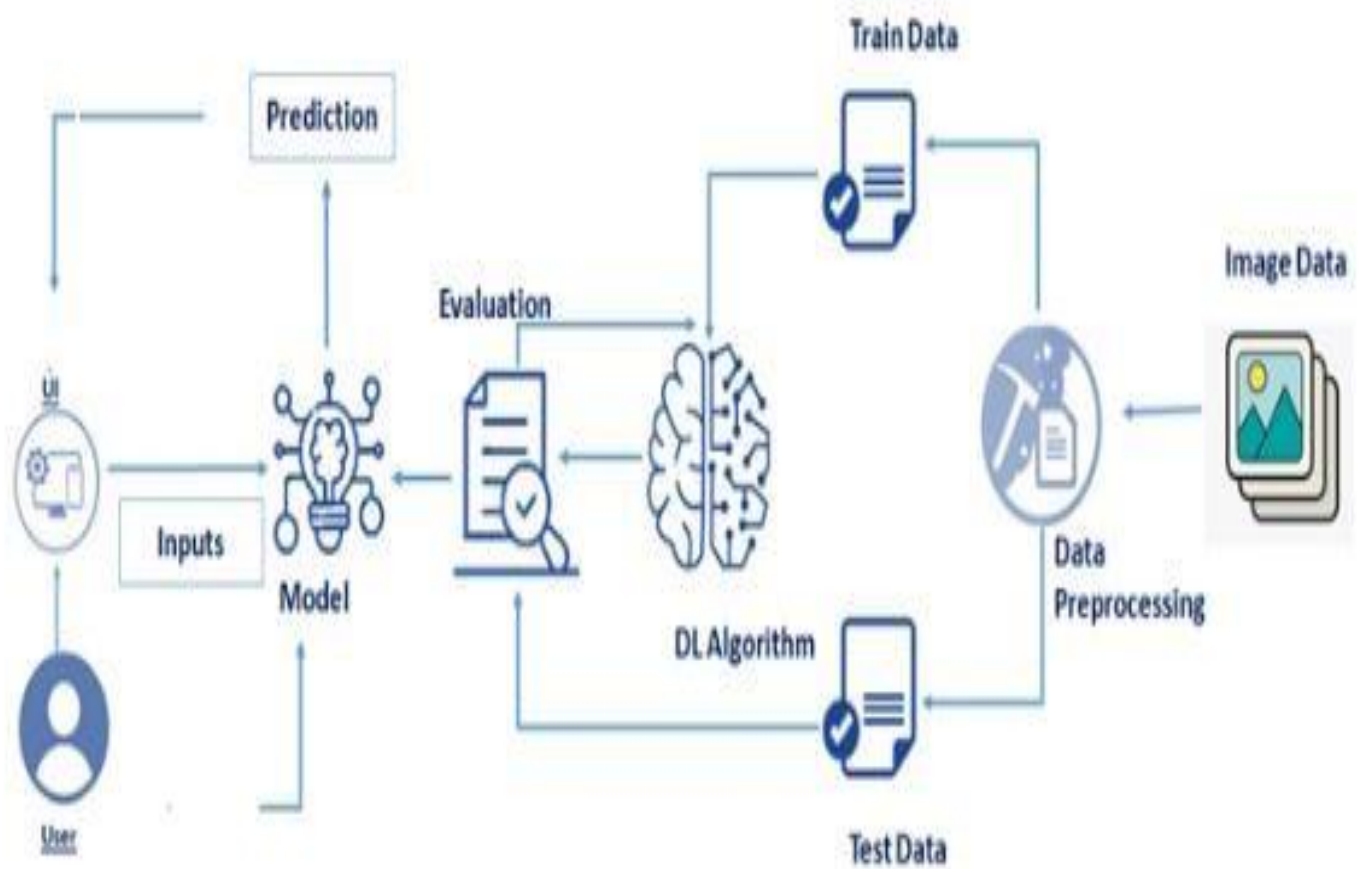 Train Data
Prediction
Image Data
Evaluation
UI
Inputs
Data
Preprocessing
Model
DL Algorithm
User
Test Data